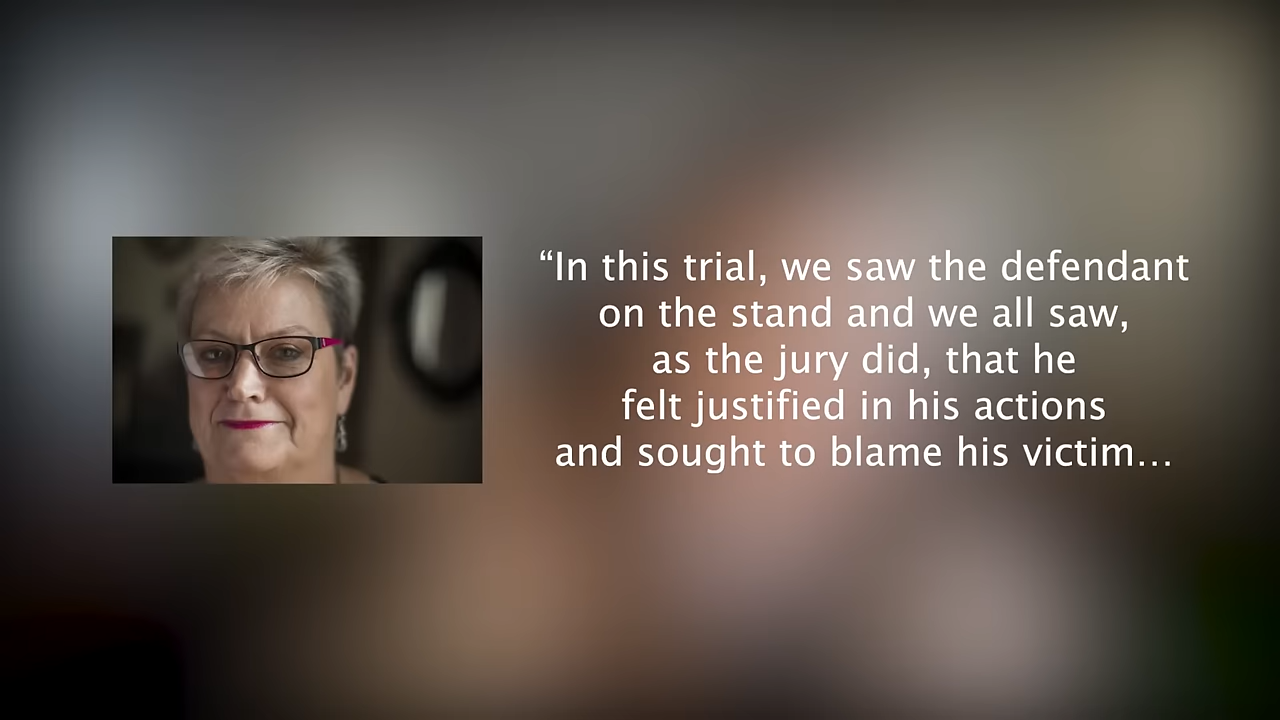 “In this trial, we saw the defendant
on the stand and we all saw,
as the jury did, that he
felt justified in his actions
and sought to blame his victim…